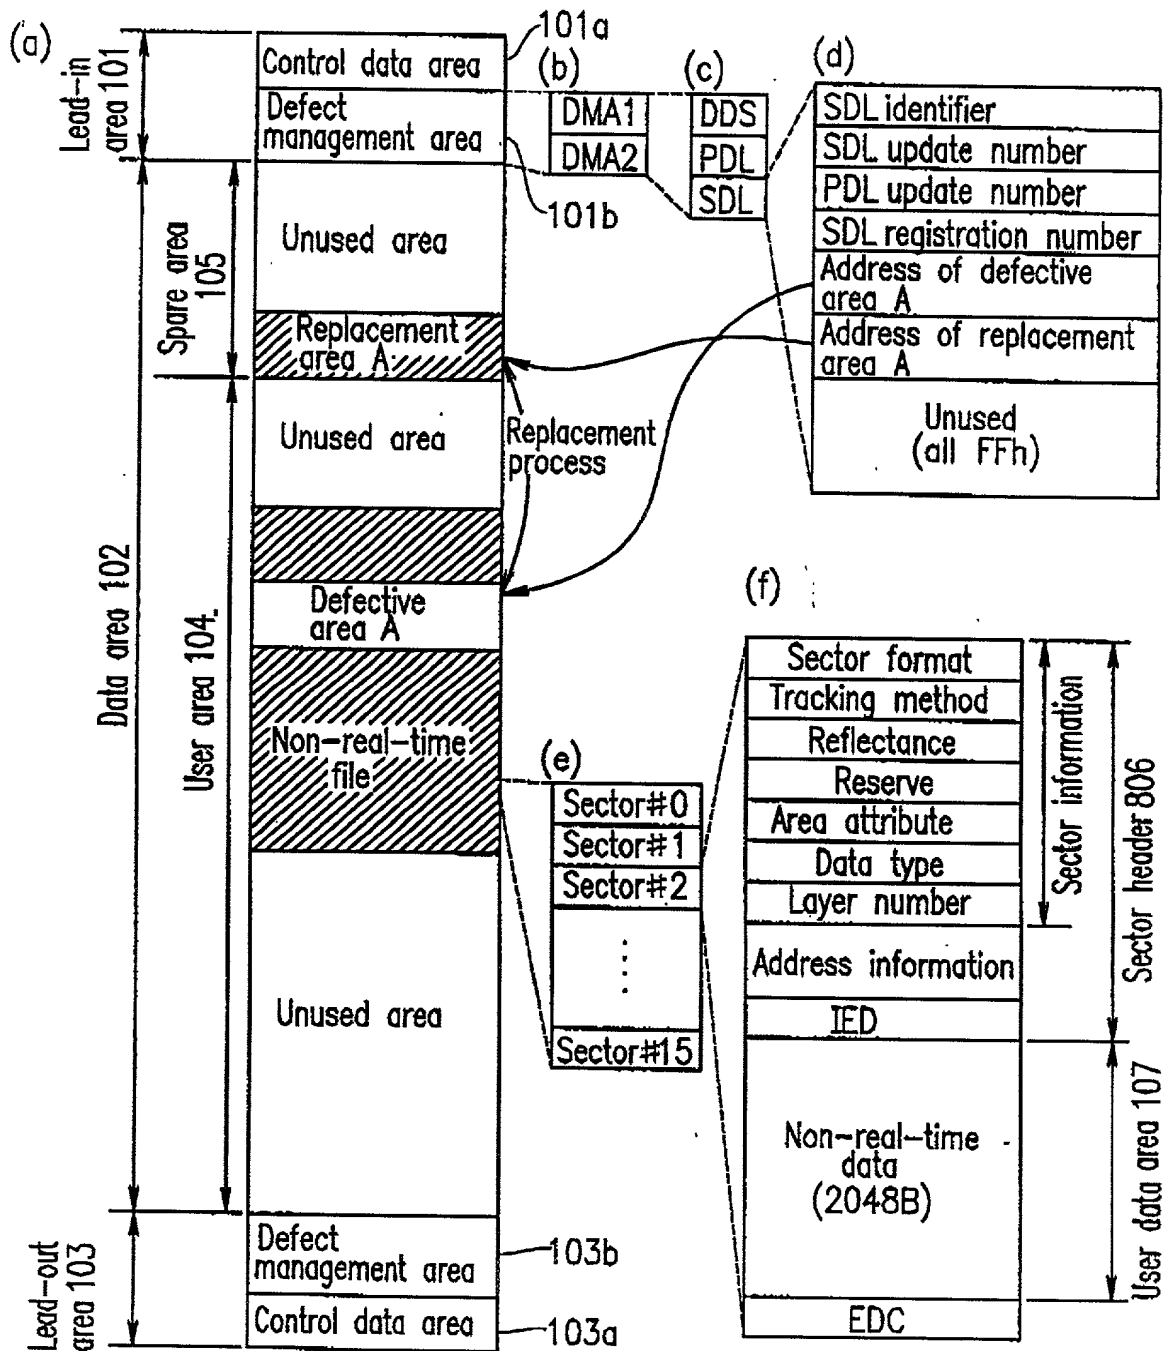 (a)
Lead-in
area 101
101a
Control data area
Defect
management area
101b
Data area 102
Spare area
105
Unused area
Replacement
area A
User area 104
Unused area
Replacement
process
Defective
area A
Non-real-time
file
Unused area
Lead-out
area 103
Defect
management area
103b
Control data area
103a
(b)
DMA1
DMA2
(c)
DDS
PDL
SDL
(d)
SDL identifier
SDL update number
PDL update number
SDL registration number
Address of defective
area A
Address of replacement
area A
Unused
(all FFh)
(e)
Sector#0
Sector#1
Sector#2
Sector#15
(f)
Sector format
Tracking method
Reflectance
Reserve
Area attribute
Data type
Layer number
Address information
IED
Non-real-time
data
(2048B)
EDC
Sector information
Sector header 806
User data area 107